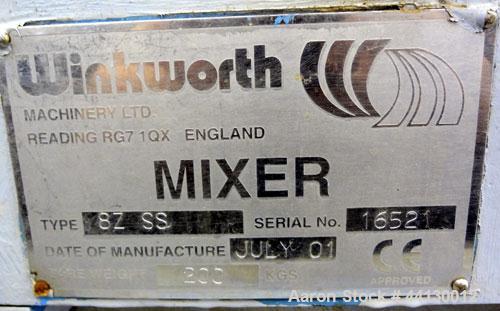 Winkworth
MACHINERY LTD.
READING RG7 1QX ENGLAND
MIXER
TYPE 8Z SS SERIAL No. 16521
DATE OF MANUFACTURE JULY 01
WEIGHT 200 KGS
CE
APPROVED
Aaron Stock # 44130012